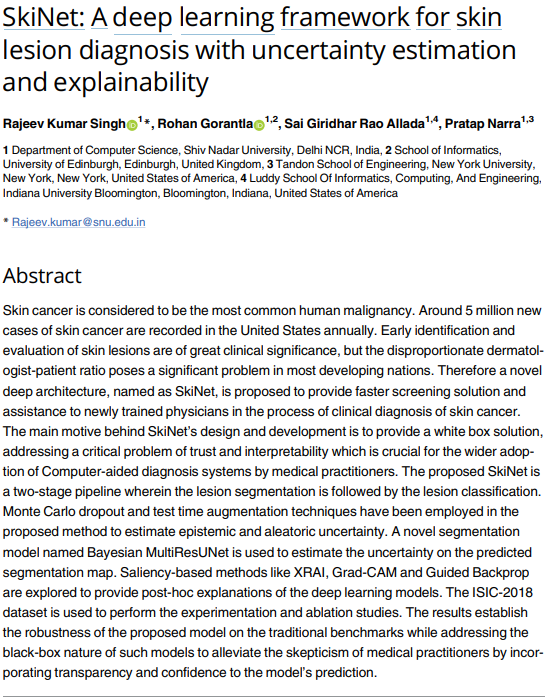 SkiNet: A deep learning framework for skin
lesion diagnosis with uncertainty estimation
and explainability
Rajeev Kumar Singh1*, Rohan Gorantla1,2, Sai Giridhar Rao Allada1,4, Pratap Narra1,3
1 Department of Computer Science, Shiv Nadar University, Delhi NCR, India, 2 School of Informatics,
University of Edinburgh, Edinburgh, United Kingdom, 3 Tandon School of Engineering, New York University,
New York, New York, United States of America, 4 Luddy School Of Informatics, Computing, And Engineering,
Indiana University Bloomington, Bloomington, Indiana, United States of America
* Rajeev.kumar@snu.edu.in
Abstract
Skin cancer is considered to be the most common human malignancy. Around 5 million new
cases of skin cancer are recorded in the United States annually. Early identification and
evaluation of skin lesions are of great clinical significance, but the disproportionate dermatol-
ogist-patient ratio poses a significant problem in most developing nations. Therefore a novel
deep architecture, named as SkiNet, is proposed to provide faster screening solution and
assistance to newly trained physicians in the process of clinical diagnosis of skin cancer.
The main motive behind SkiNet's design and development is to provide a white box solution,
addressing a critical problem of trust and interpretability which is crucial for the wider adop-
tion of Computer-aided diagnosis systems by medical practitioners. The proposed SkiNet is
a two-stage pipeline wherein the lesion segmentation is followed by the lesion classification.
Monte Carlo dropout and test time augmentation techniques have been employed in the
proposed method to estimate epistemic and aleatoric uncertainty. A novel segmentation
model named Bayesian MultiResUNet is used to estimate the uncertainty on the predicted
segmentation map. Saliency-based methods like XRAI, Grad-CAM and Guided Backprop
are explored to provide post-hoc explanations of the deep learning models. The ISIC-2018
dataset is used to perform the experimentation and ablation studies. The results establish
the robustness of the proposed model on the traditional benchmarks while addressing the
black-box nature of such models to alleviate the skepticism of medical practitioners by incor-
porating transparency and confidence to the model's prediction.